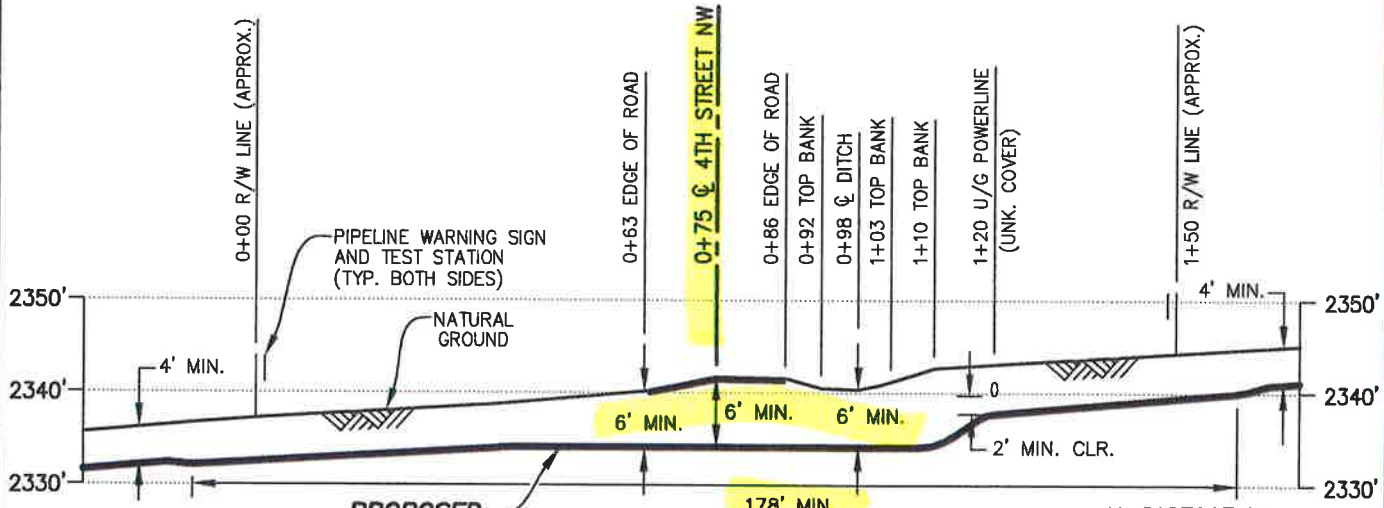 0+00 R/W LINE (APPROX.)
0+63 EDGE OF ROAD
0+75 ℄ 4TH STREET NW
0+86 EDGE OF ROAD
0+92 TOP BANK
0+98 ℄ DITCH
1+03 TOP BANK
1+10 TOP BANK
1+20 U/G POWERLINE
(UNK. COVER)
1+50 R/W LINE (APPROX.)
PIPELINE WARNING SIGN
AND TEST STATION
(TYP. BOTH SIDES)
2350'
4' MIN.
2350'
NATURAL
GROUND
4' MIN.
2340'
0
2340'
6' MIN.
6' MIN.
6' MIN.
2' MIN. CLR.
2330'
2330'
PROPOSED
178' MIN.